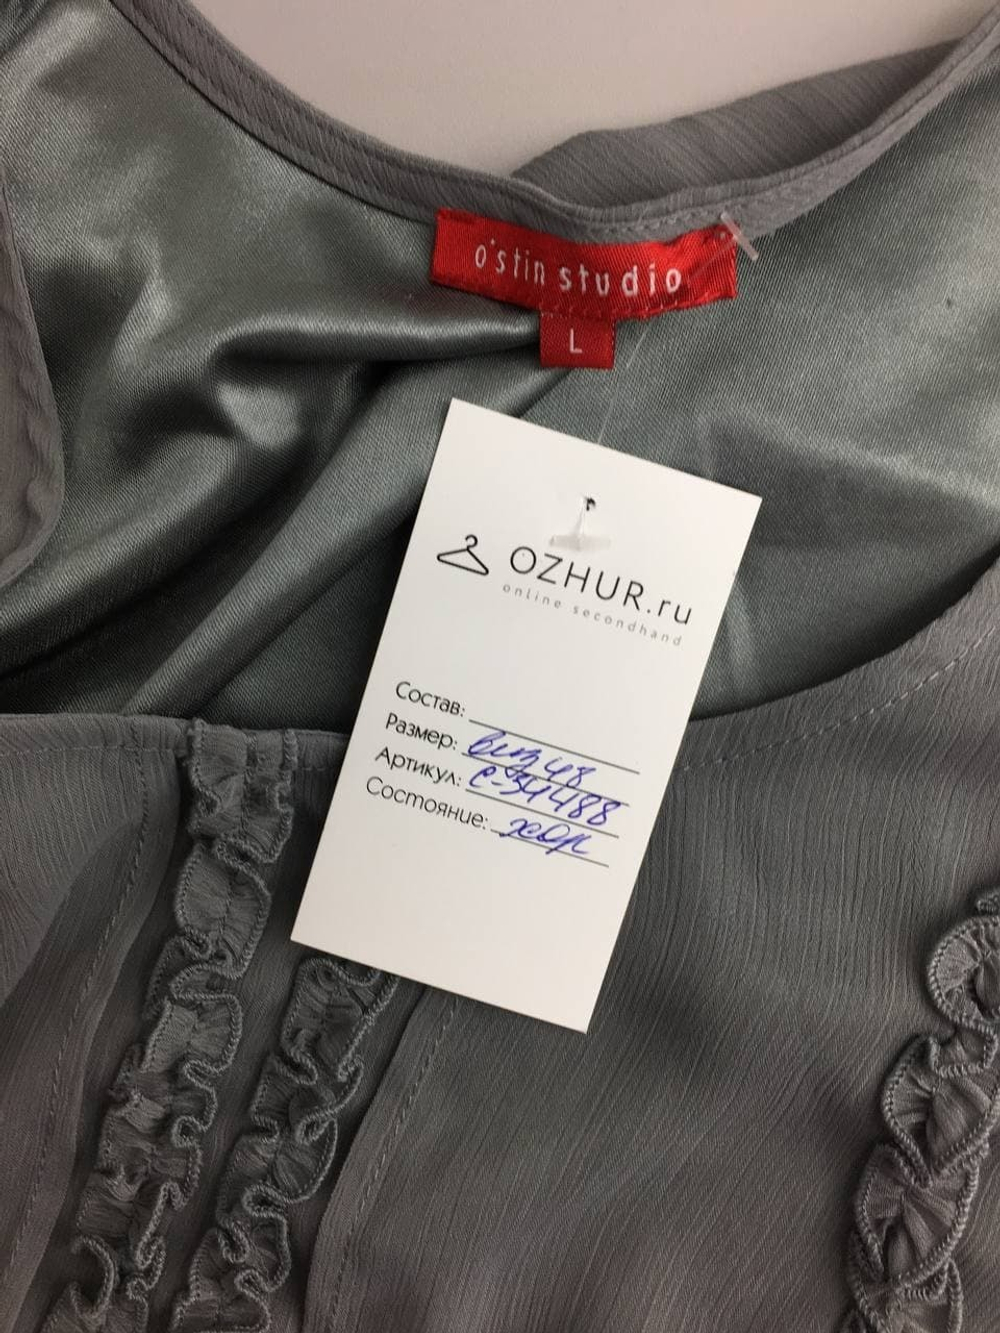 o'stin studio
L
OZHUR.ru
online secondhand
Состав:
Размер: виз 48
Артикул: С-34488
Состояние: хор